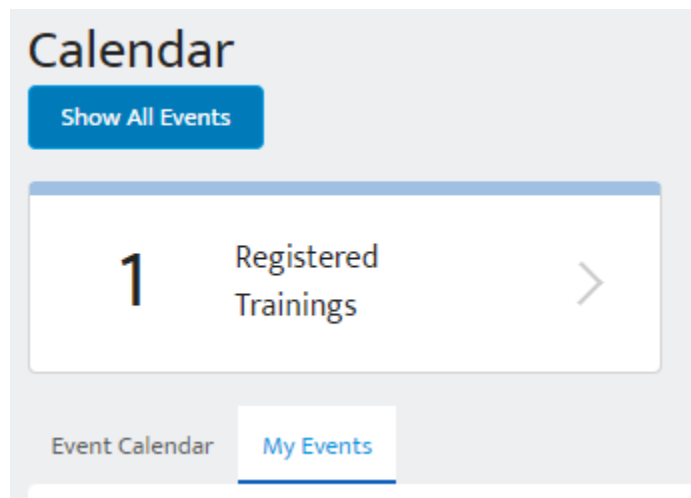 Calendar
Show All Events
1
Registered
Trainings
Event Calendar
My Events